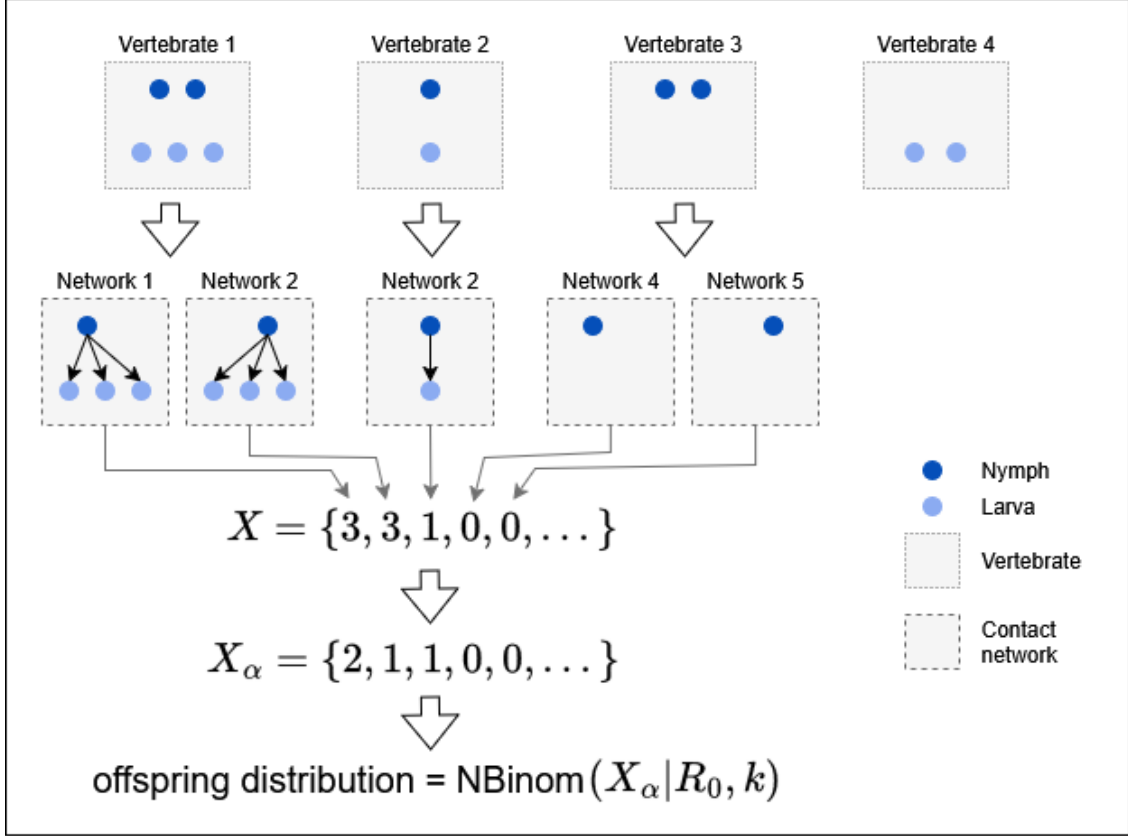 Vertebrate 1
Vertebrate 2
Vertebrate 3
Vertebrate 4
Network 1
Network 2
Network 2
Network 4
Network 5
X = {3, 3, 1, 0, 0, . . . }
X_α = {2, 1, 1, 0, 0, . . . }
offspring distribution = NBinom(X_α|R_0, k)
Nymph
Larva
Vertebrate
Contact
network